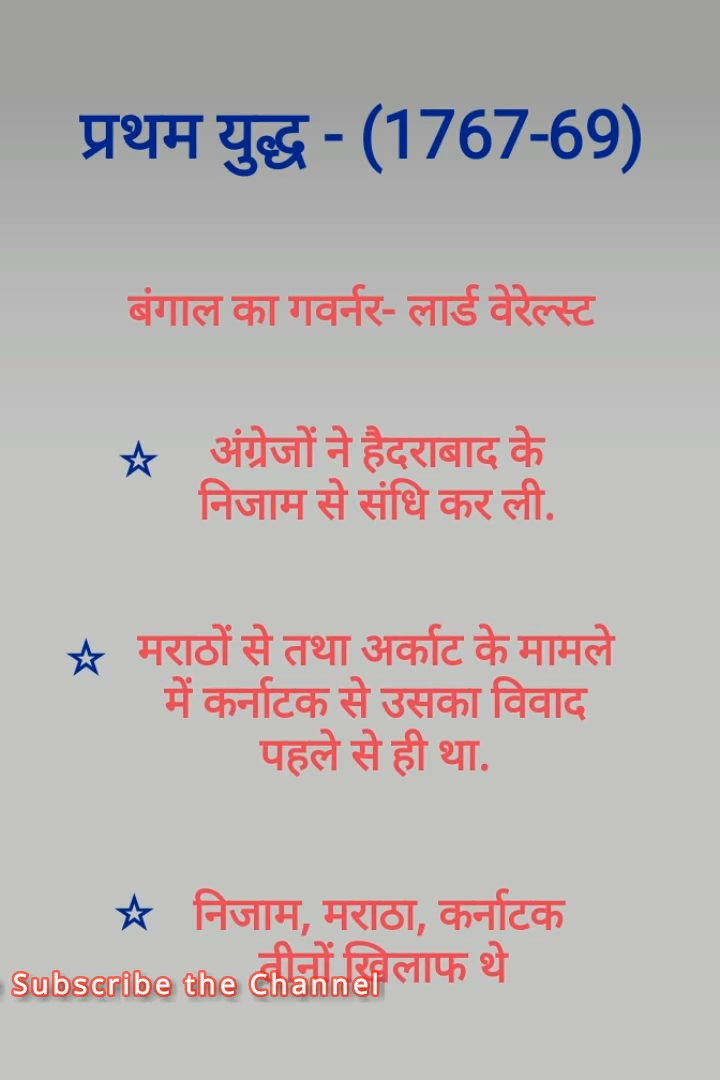 प्रथम युद्ध - (1767-69)
बंगाल का गवर्नर- लार्ड वेरेल्स्ट
☆ अंग्रेजों ने हैदराबाद के
निजाम से संधि कर ली.
☆ मराठों से तथा अर्काट के मामले
में कर्नाटक से उसका विवाद
पहले से ही था.
☆ निजाम, मराठा, कर्नाटक
तीनों खिलाफ थे
Subscribe the Channel